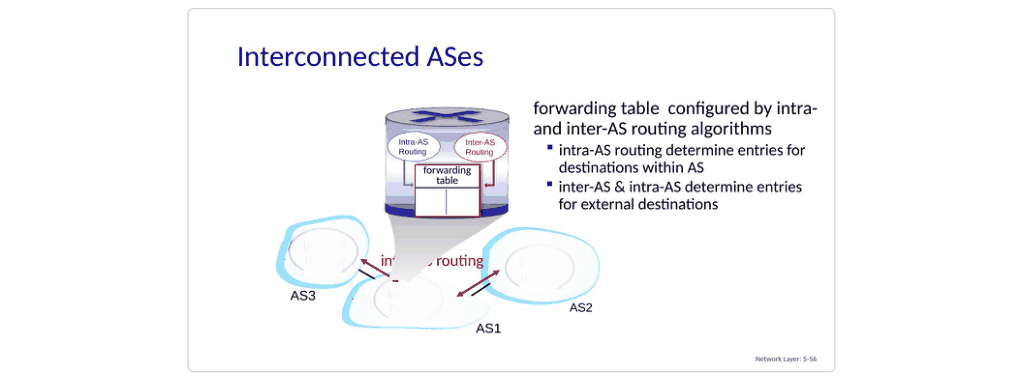 Interconnected ASes
forwarding table configured by intra-
and inter-AS routing algorithms
intra-AS routing determine entries for
destinations within AS
inter-AS & intra-AS determine entries
for external destinations
Intra-AS
Routing
Inter-AS
Routing
forwarding
table
routing
AS3
AS2
AS1
Network Layer: 5-56